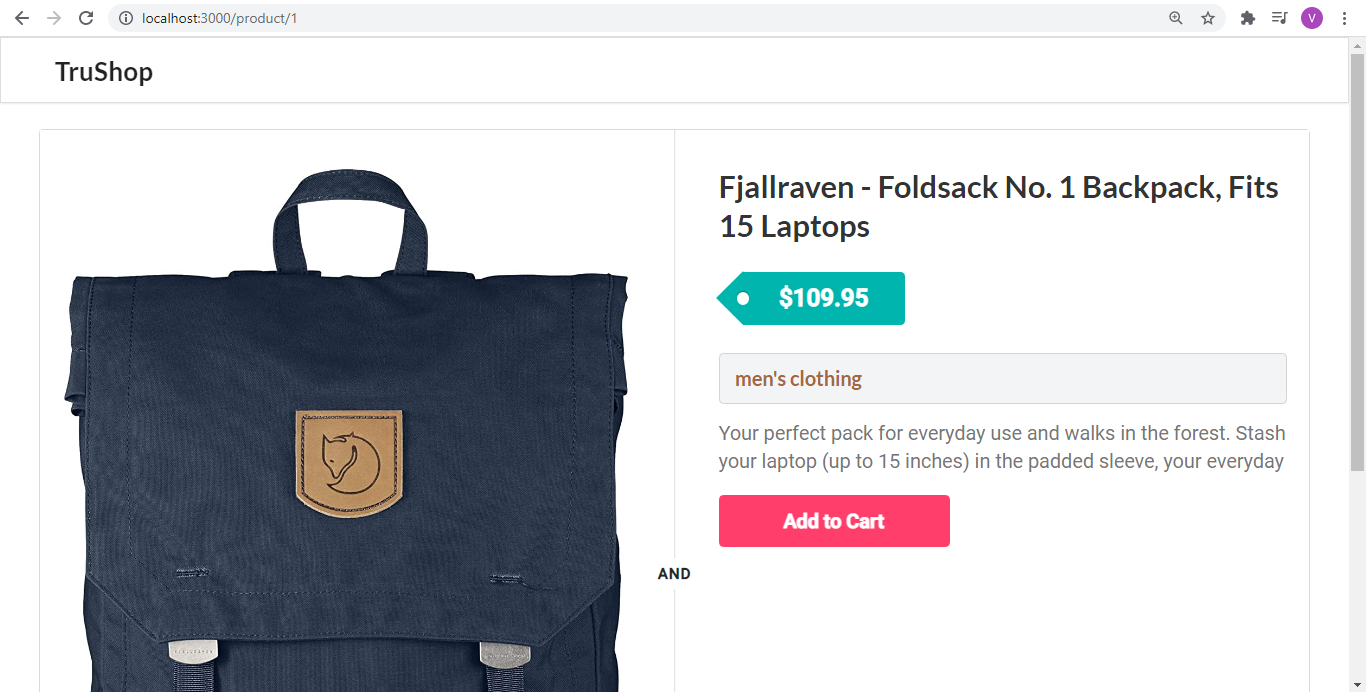 localhost:3000/product/1
V
TruShop
Fjallraven - Foldsack No. 1 Backpack, Fits
15 Laptops
$109.95
men's clothing
Your perfect pack for everyday use and walks in the forest. Stash
your laptop (up to 15 inches) in the padded sleeve, your everyday
Add to Cart
AND